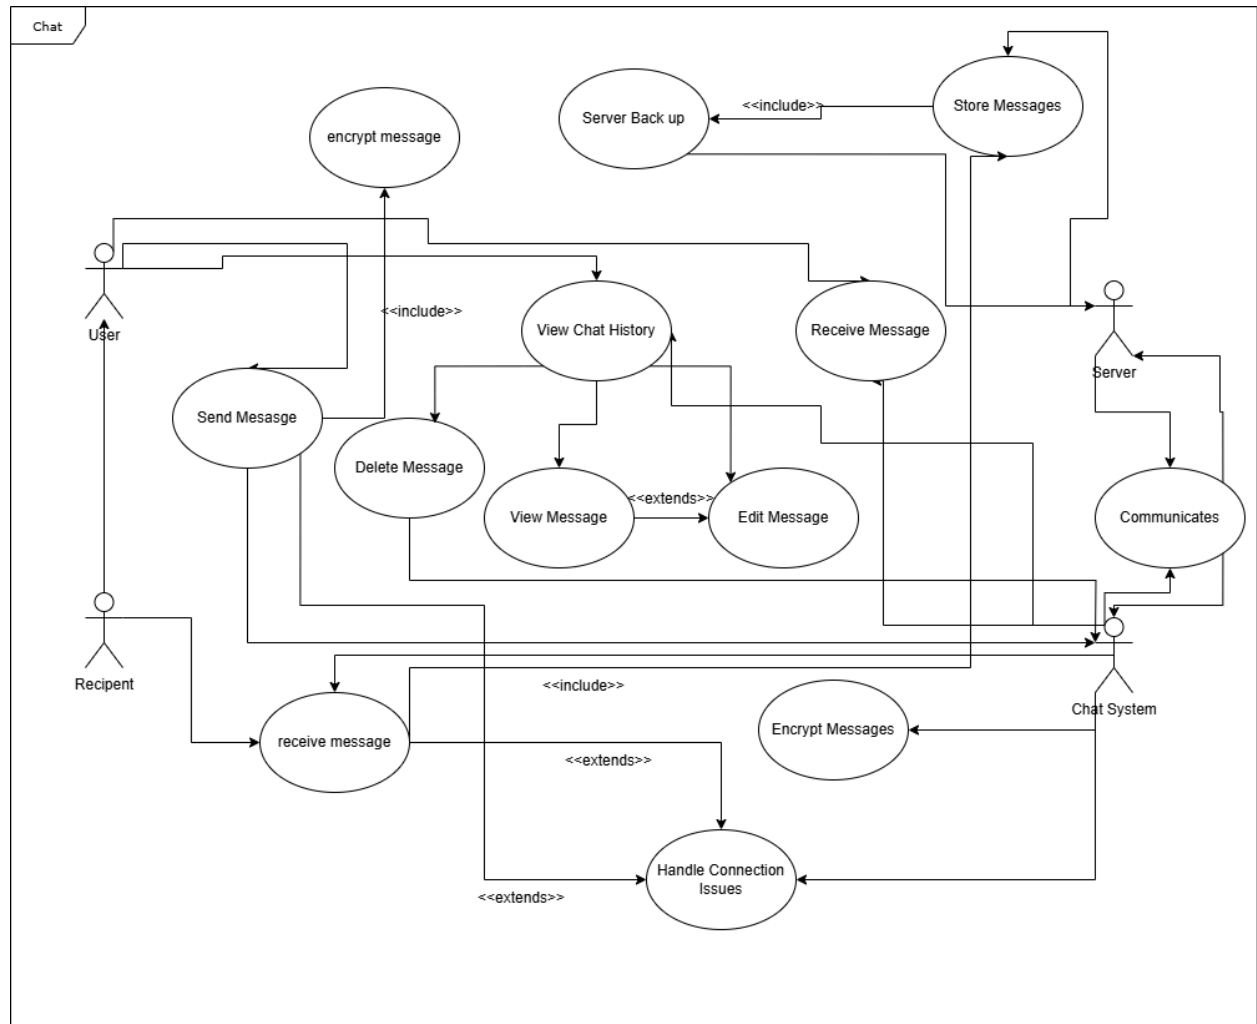 Chat
encrypt message
Server Back up
<<include>>
Store Messages
User
<<include>>
View Chat History
Receive Message
Server
Send Mesasge
Delete Message
View Message
<<extends>>
Edit Message
Communicates
Recipent
<<include>>
Chat System
receive message
<<extends>>
Encrypt Messages
Handle Connection
Issues
<<extends>>